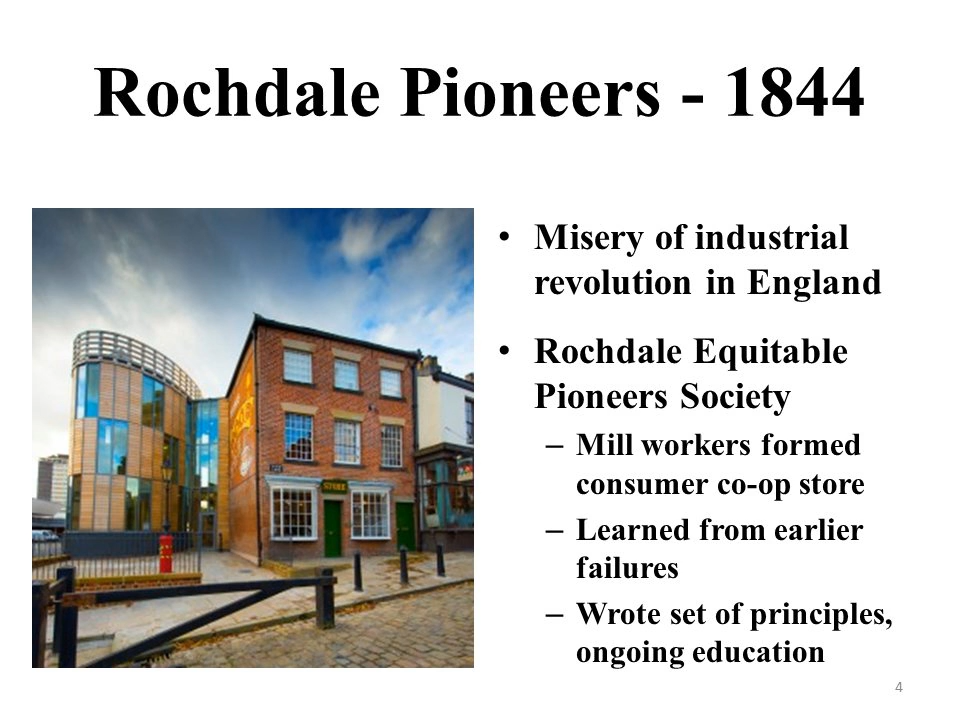 Rochdale Pioneers - 1844
• Misery of industrial
revolution in England
• Rochdale Equitable
Pioneers Society
– Mill workers formed
consumer co-op store
– Learned from earlier
failures
– Wrote set of principles,
ongoing education
STORE
4